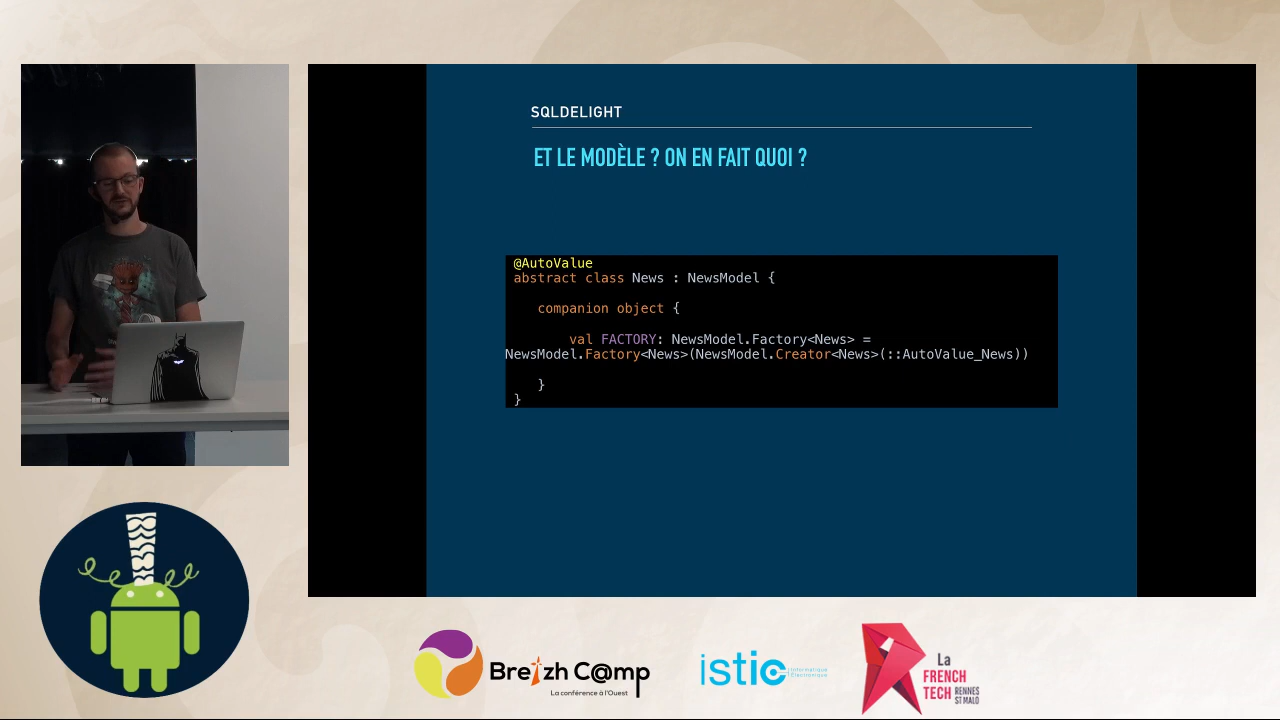 SQLDELIGHT
ET LE MODÈLE ? ON EN FAIT QUOI ?
@AutoValue
abstract class News : NewsModel {
companion object {
val FACTORY: NewsModel.Factory<News> =
NewsModel.Factory<News>(NewsModel.Creator<News>(::AutoValue_News))
}
}
Breizh C@mp
La conférence à l'Ouest
istic
Informatique
Électronique
La
FRENCH
TECH
RENNES
ST MALO